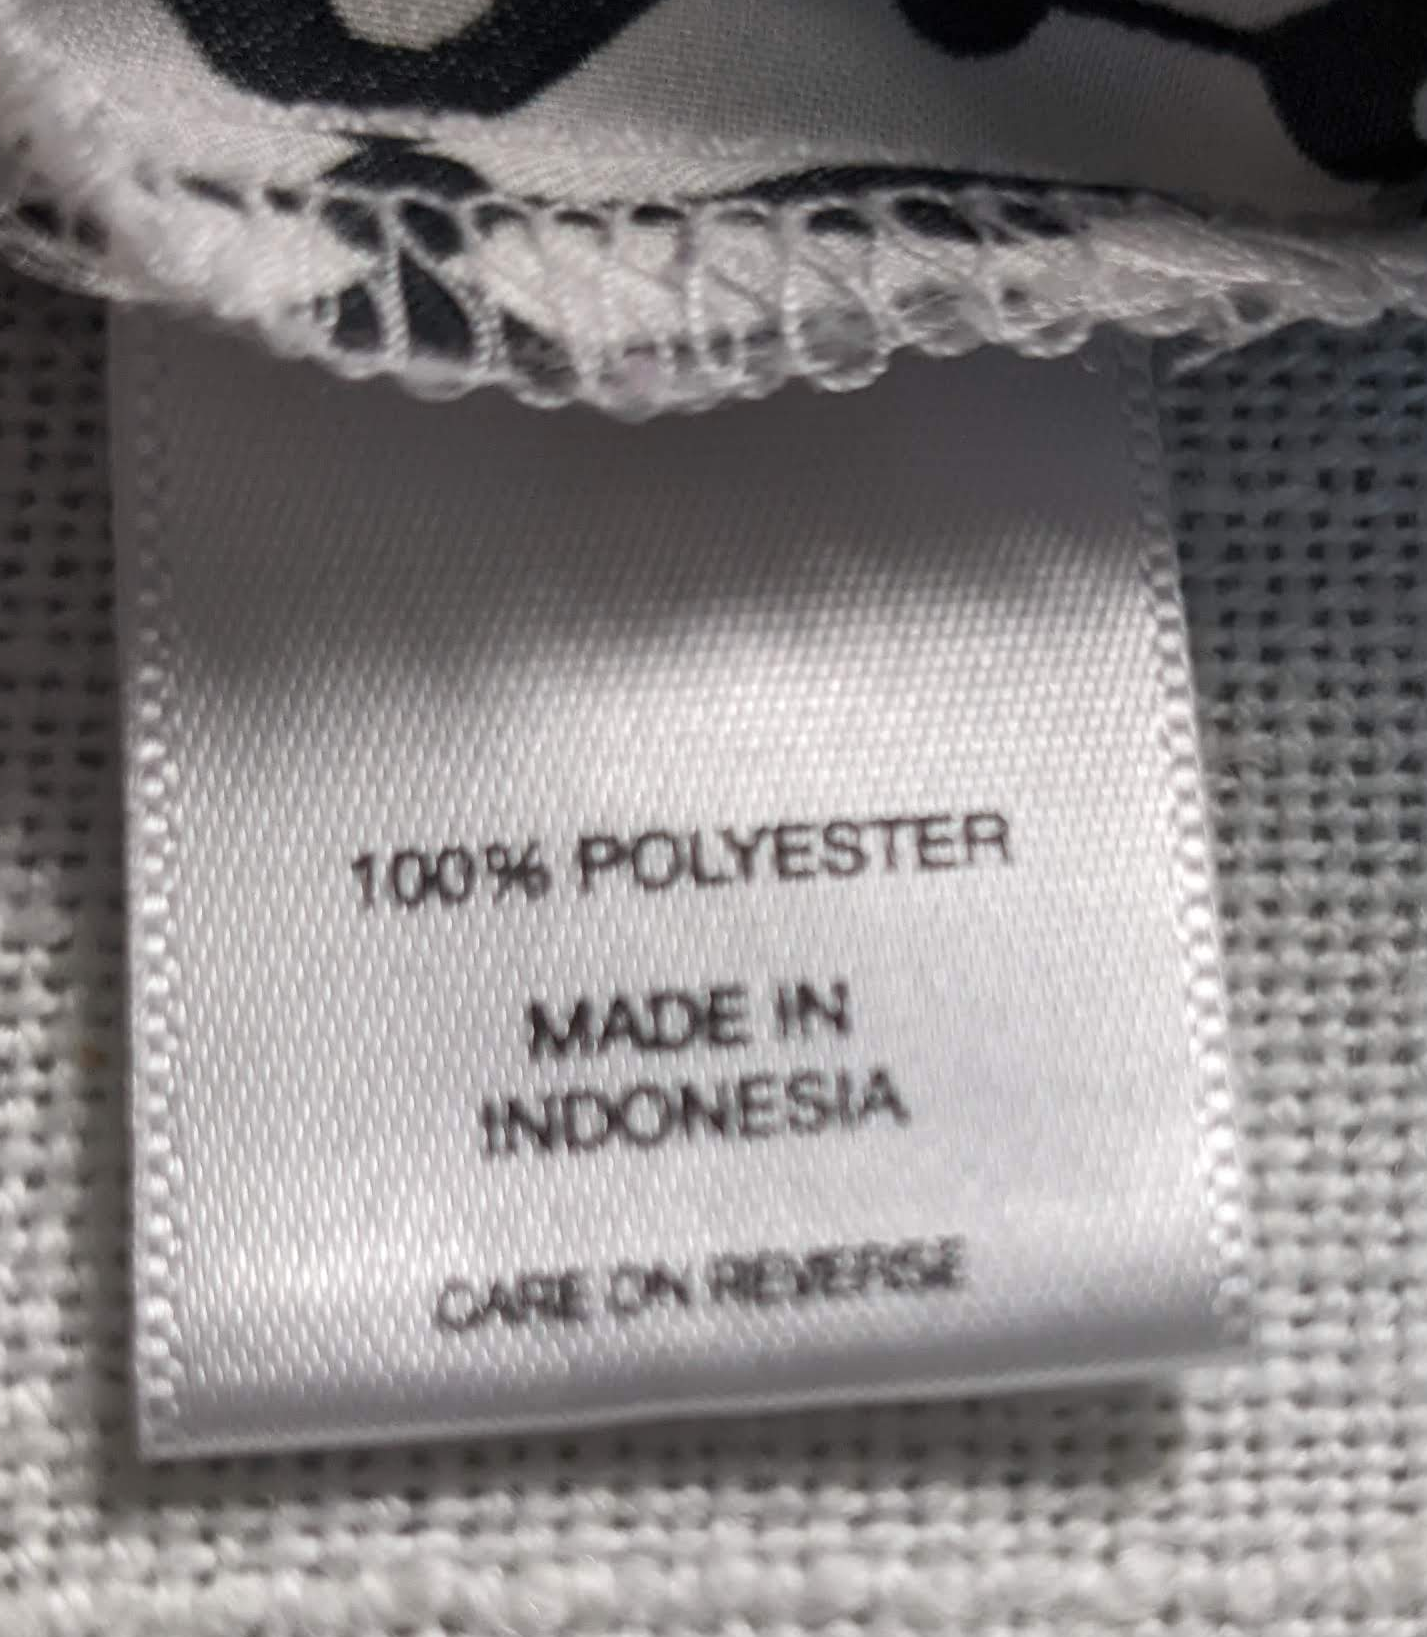 100% POLYESTER
MADE IN
INDONESIA
CARE ON REVERSE